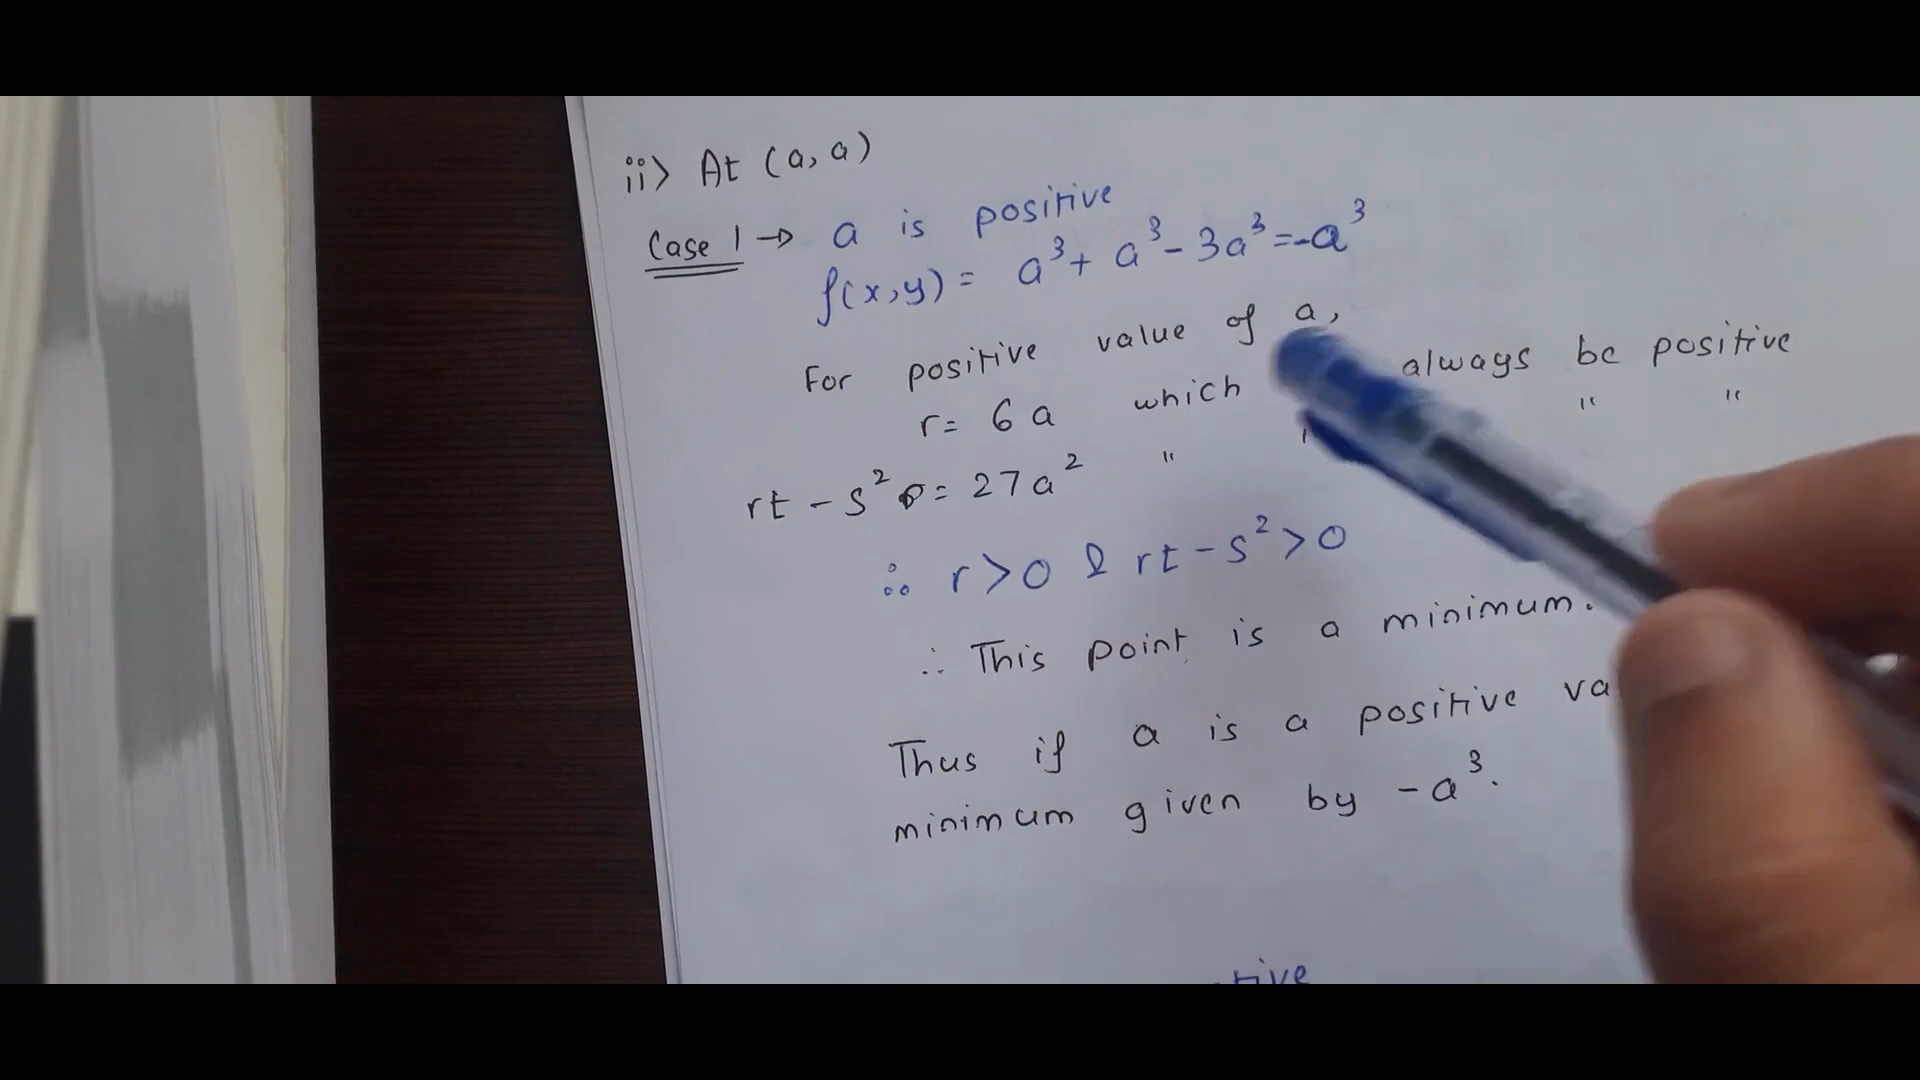 ii> At (a, a)
Case 1 → a is positive
f(x,y) = a³ + a³ - 3a³ = -a³
For positive value of a,
r = 6a which always be positive
rt - s² = 27a² " " "
∴ r > 0 & rt - s² > 0
∴ This point is a minimum.
Thus if a is a positive
minimum given by -a³.